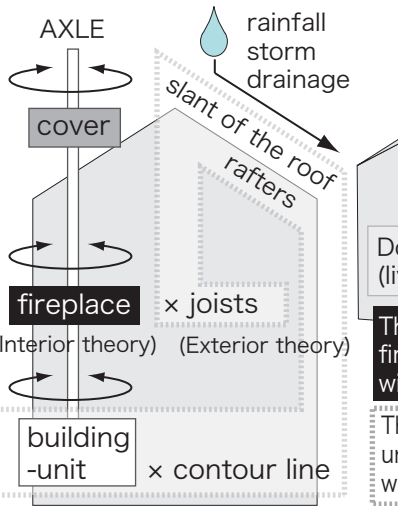 AXLE
rainfall
storm
drainage
cover
slant of the roof
rafters
fireplace
× joists
Interior theory)
(Exterior theory)
building
-unit
× contour line